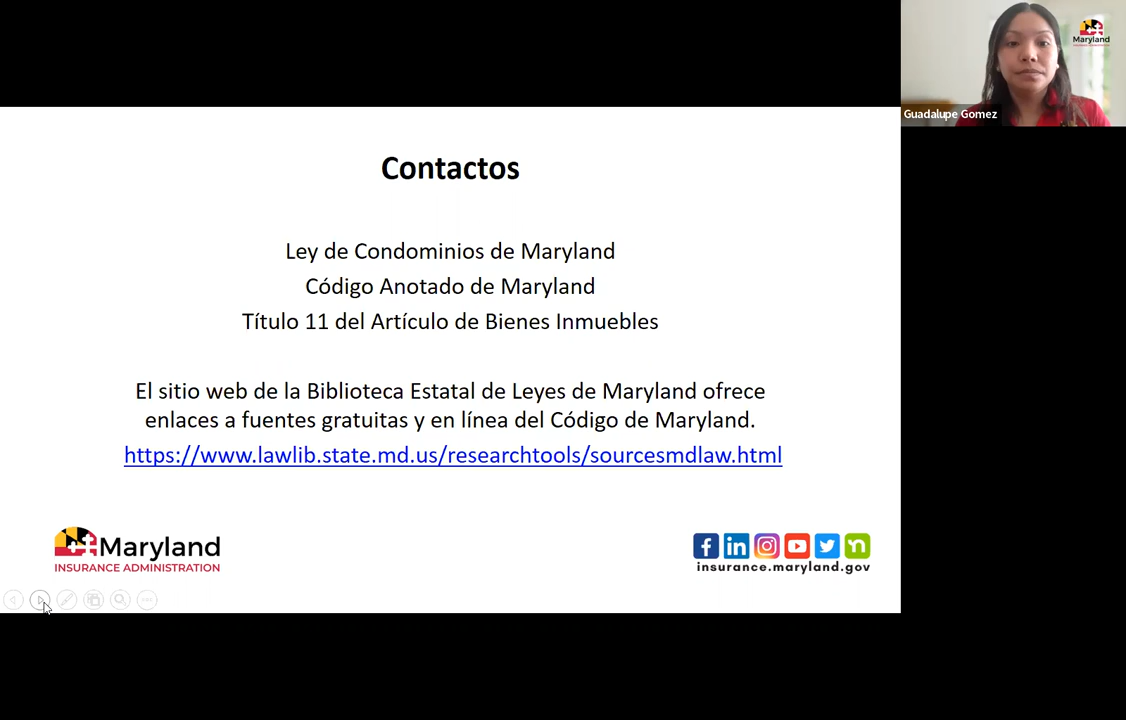 Maryland
Guadalupe Gomez
Contactos
Ley de Condominios de Maryland
Código Anotado de Maryland
Título 11 del Artículo de Bienes Inmuebles
El sitio web de la Biblioteca Estatal de Leyes de Maryland ofrece
enlaces a fuentes gratuitas y en línea del Código de Maryland.
https://www.lawlib.state.md.us/researchtools/sourcesmdlaw.html
Maryland
INSURANCE ADMINISTRATION
insurance.maryland.gov